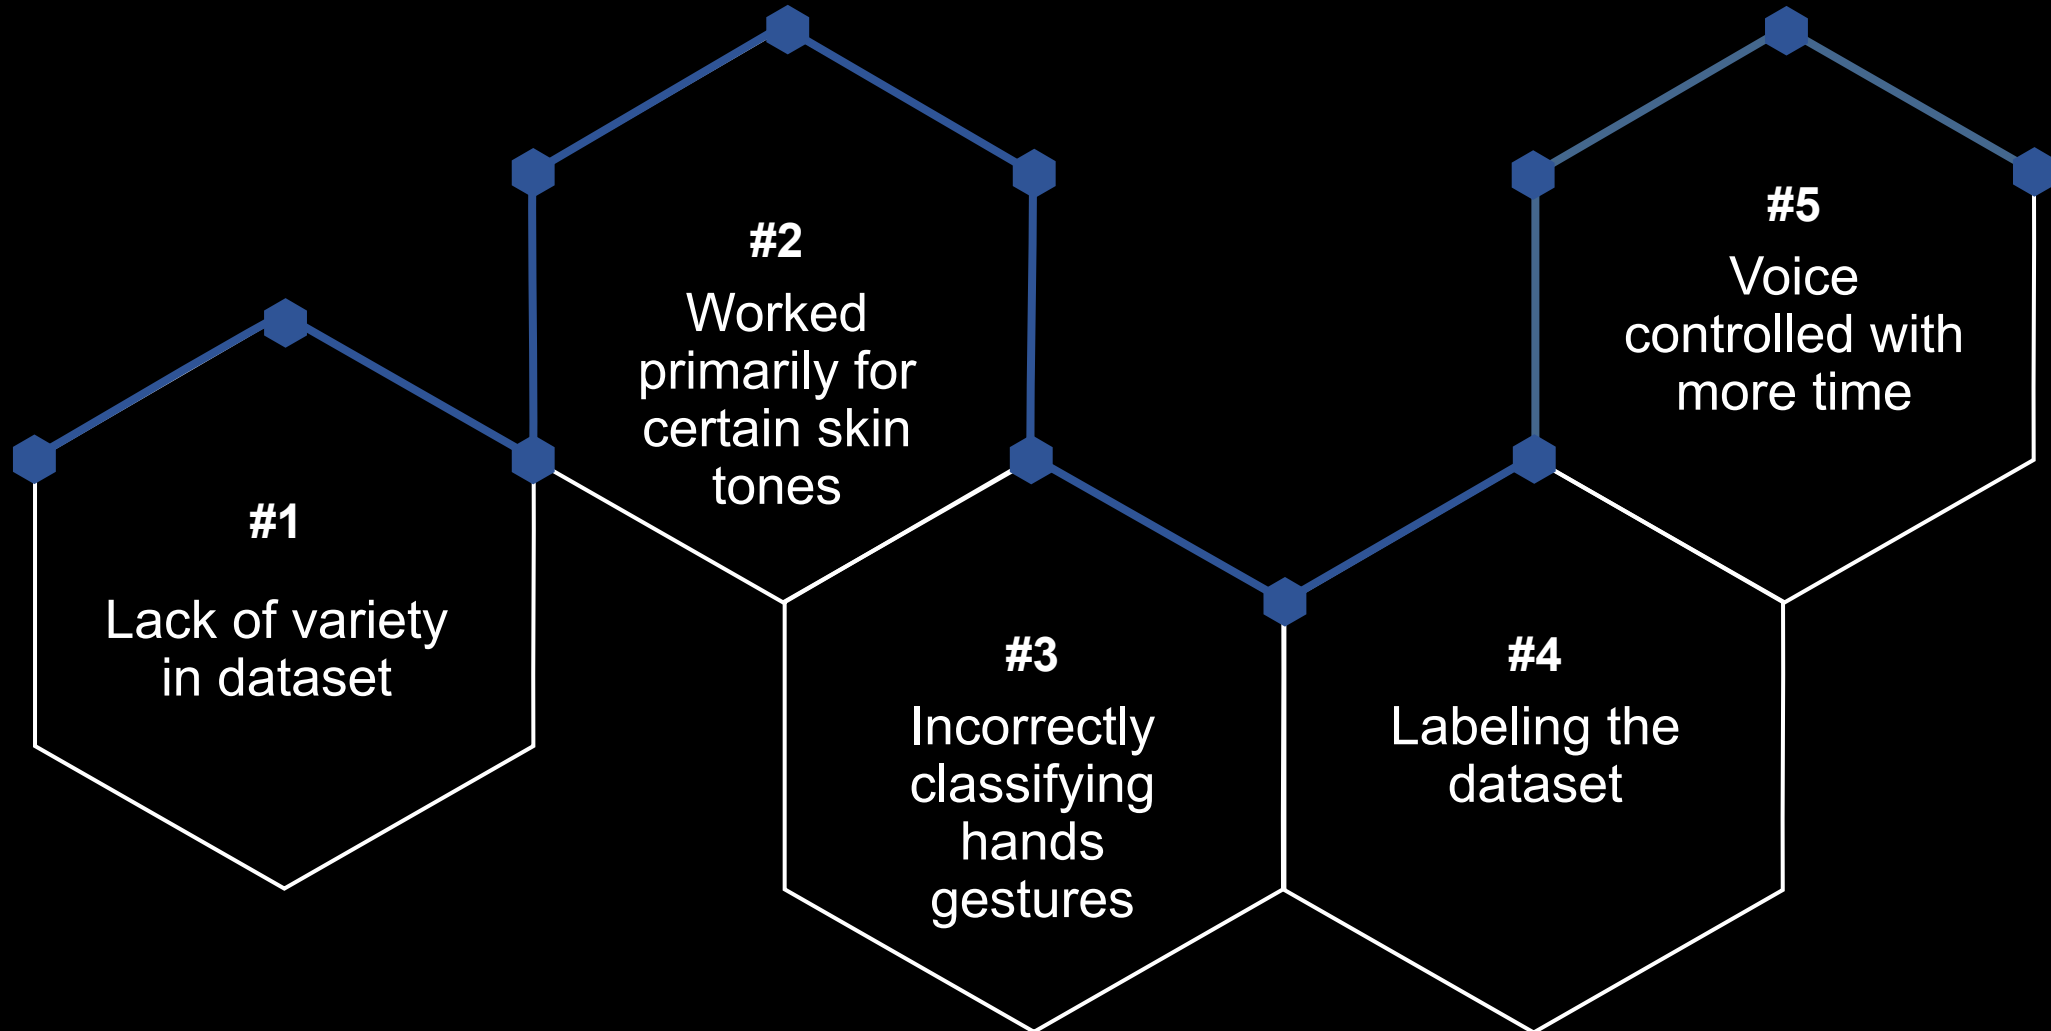 #1
Lack of variety
in dataset
#2
Worked
primarily for
certain skin
tones
#3
Incorrectly
classifying
hands
gestures
#4
Labeling the
dataset
#5
Voice
controlled with
more time